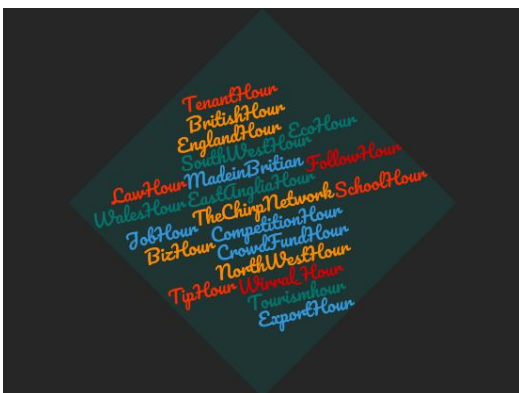 TenantHour
BritishHour
EnglandHour EcoHour
SouthWestHour
LawHour MadeinBritian FollowHour
WalesHour EastAngliaHour
TheChirpNetwork SchoolHour
JobHour CompetitionHour
BizHour CrowdFundHour
NorthWestHour
TipHour Wirral_Hour
Tourismhour
ExportHour